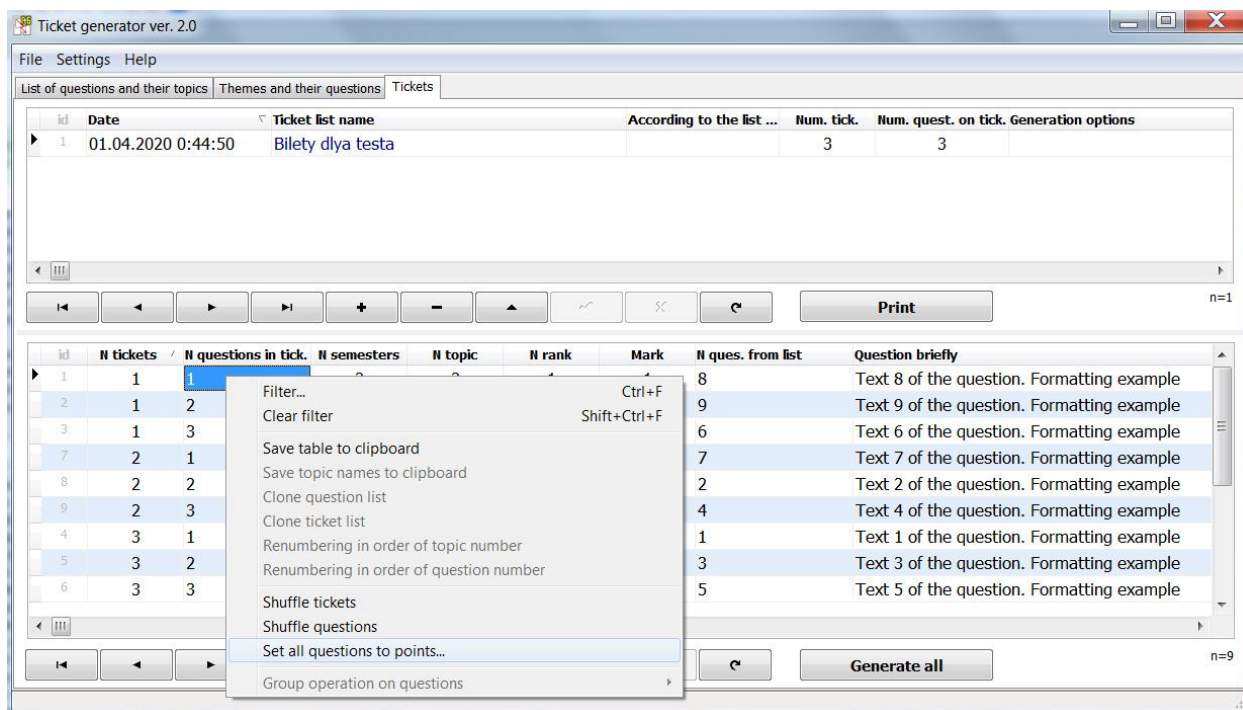 Ticket generator ver. 2.0
File Settings Help
List of questions and their topics Themes and their questions Tickets
id Date Ticket list name According to the list ... Num. tick. Num. quest. on tick. Generation options
1 01.04.2020 0:44:50 Bilety dlya testa 3 3
n=1
Print
id N tickets N questions in tick. N semesters N topic N rank Mark N ques. from list Question briefly
1 1 1 8 Text 8 of the question. Formatting example
2 1 2 9 Text 9 of the question. Formatting example
3 1 3 6 Text 6 of the question. Formatting example
7 2 1 7 Text 7 of the question. Formatting example
8 2 2 2 Text 2 of the question. Formatting example
9 2 3 4 Text 4 of the question. Formatting example
4 3 1 1 Text 1 of the question. Formatting example
5 3 2 3 Text 3 of the question. Formatting example
6 3 3 5 Text 5 of the question. Formatting example
Filter... Ctrl+F
Clear filter Shift+Ctrl+F
Save table to clipboard
Save topic names to clipboard
Clone question list
Clone ticket list
Renumbering in order of topic number
Renumbering in order of question number
Shuffle tickets
Shuffle questions
Set all questions to points...
Group operation on questions
Generate all
n=9